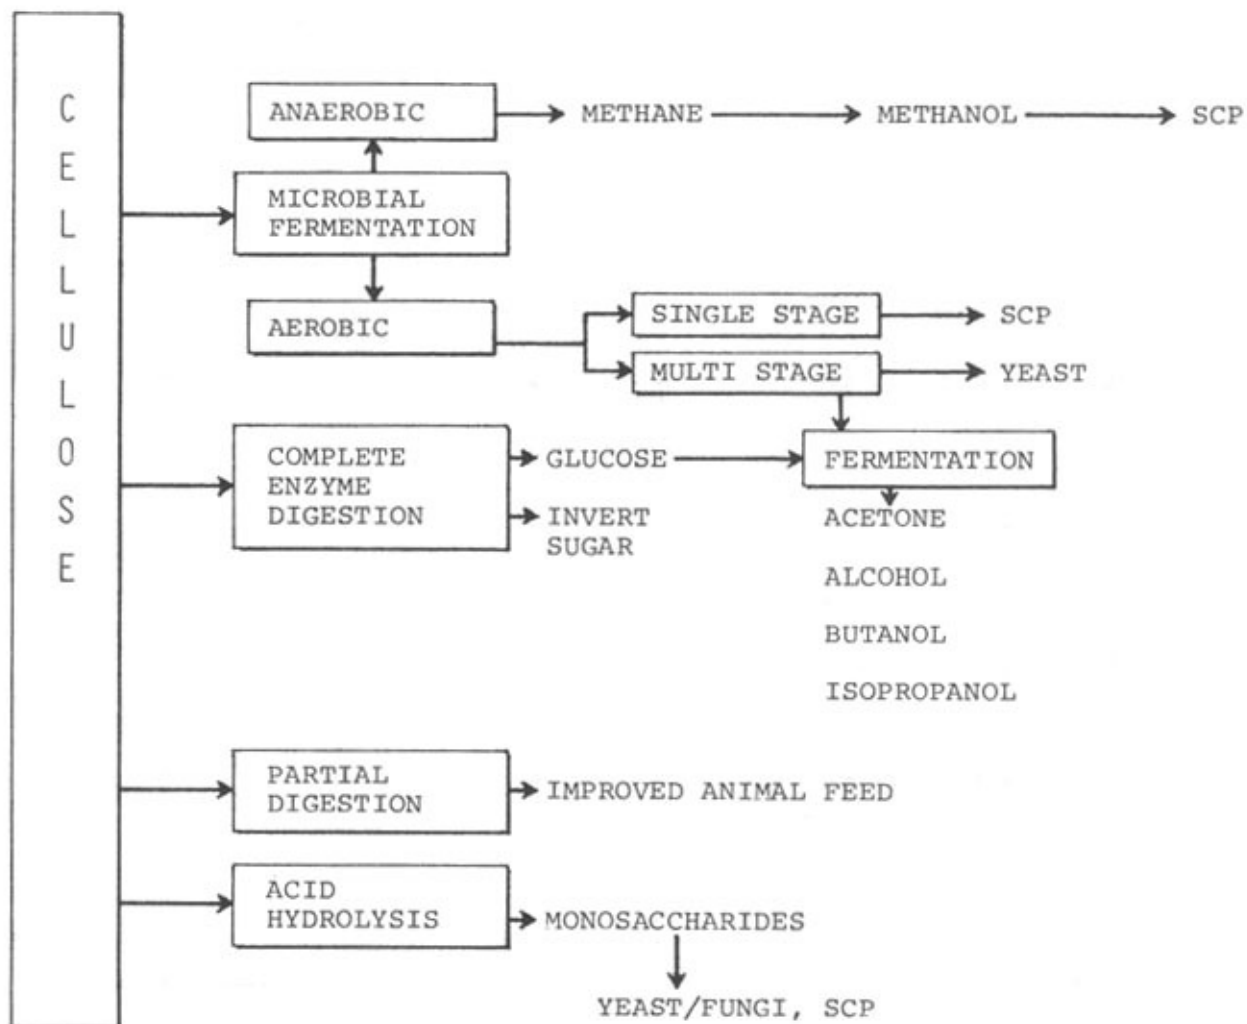 CELLULOSE
ANAEROBIC
METHANE
METHANOL
SCP
MICROBIAL
FERMENTATION
AEROBIC
SINGLE STAGE
SCP
MULTI STAGE
YEAST
COMPLETE
ENZYME
DIGESTION
GLUCOSE
FERMENTATION
INVERT
SUGAR
ACETONE
ALCOHOL
BUTANOL
ISOPROPANOL
PARTIAL
DIGESTION
IMPROVED ANIMAL FEED
ACID
HYDROLYSIS
MONOSACCHARIDES
YEAST/FUNGI, SCP